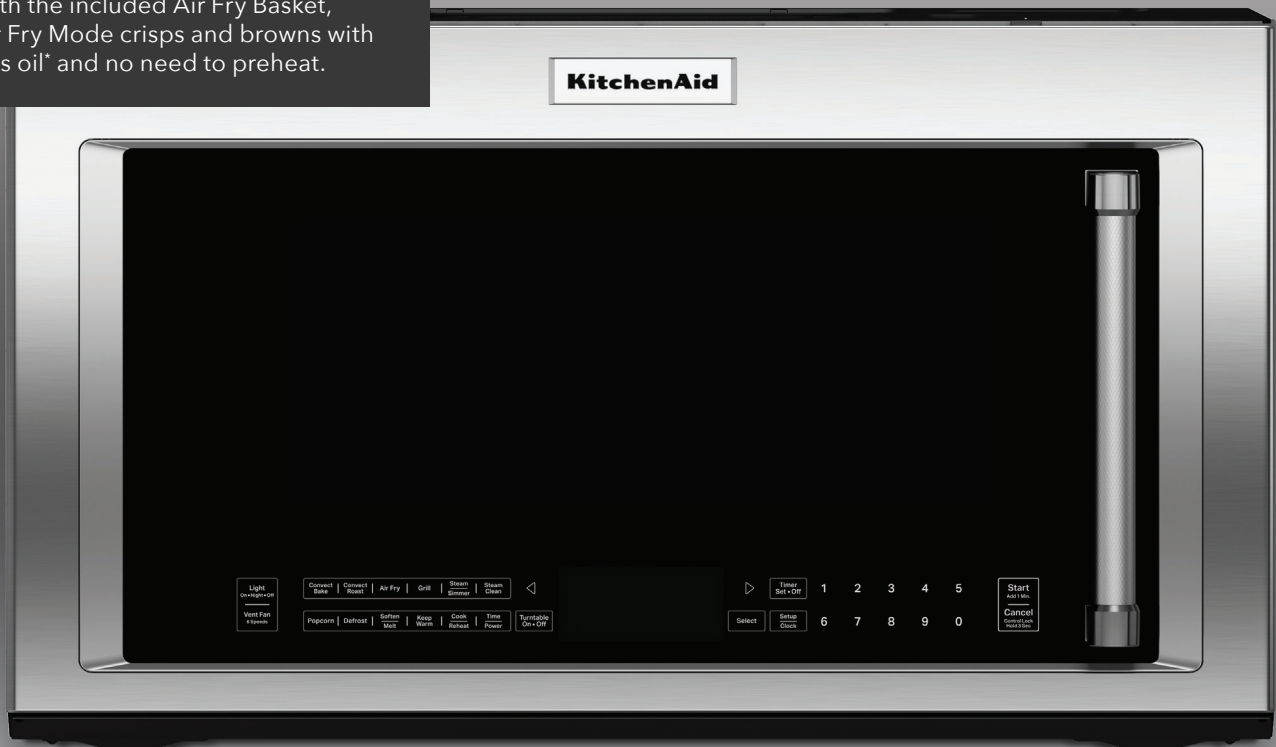 th the included Air Fry Basket,
r Fry Mode crisps and browns with
s oil* and no need to preheat.
KitchenAid
Light
On • Night • Off
Vent Fan
6 Speeds
Convect Bake | Convect Roast | Air Fry | Grill | Steam Simmer | Steam Clean
Popcorn | Defrost | Soften Melt | Keep Warm | Cook Reheat | Time Power
Turntable
On • Off
Select
Timer
Set • Off
Setup
Clock
1 2 3 4 5
6 7 8 9 0
Start
Add 1 Min.
Cancel
Control Lock
Hold 3 Sec